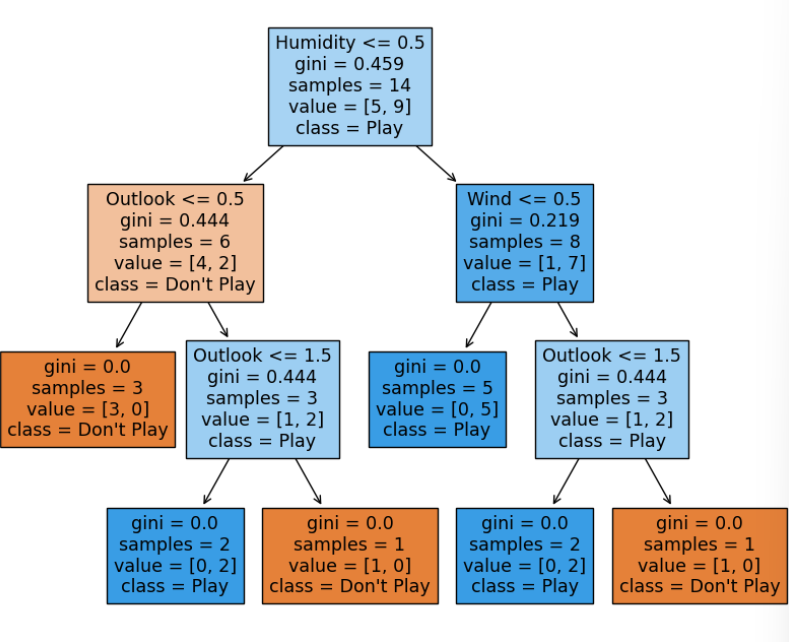 Humidity <= 0.5
gini = 0.459
samples = 14
value = [5, 9]
class = Play
Outlook <= 0.5
gini = 0.444
samples = 6
value = [4, 2]
class = Don't Play
Wind <= 0.5
gini = 0.219
samples = 8
value = [1, 7]
class = Play
gini = 0.0
samples = 3
value = [3, 0]
class = Don't Play
Outlook <= 1.5
gini = 0.444
samples = 3
value = [1, 2]
class = Play
gini = 0.0
samples = 5
value = [0, 5]
class = Play
Outlook <= 1.5
gini = 0.444
samples = 3
value = [1, 2]
class = Play
gini = 0.0
samples = 2
value = [0, 2]
class = Play
gini = 0.0
samples = 1
value = [1, 0]
class = Don't Play
gini = 0.0
samples = 2
value = [0, 2]
class = Play
gini = 0.0
samples = 1
value = [1, 0]
class = Don't Play